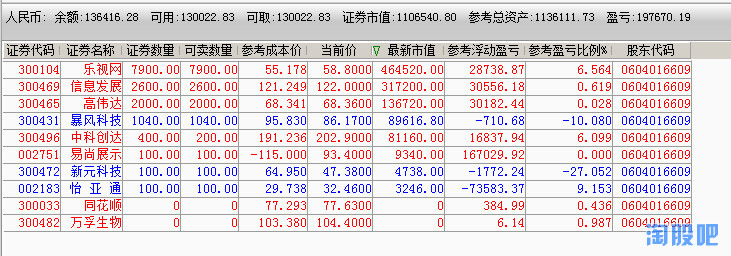 人民币: 余额:136416.28 可用:130022.83 可取:130022.83 证券市值:1106540.80 参考总资产:1136111.73 盈亏:197670.19
证券代码 证券名称 证券数量 可卖数量 参考成本价 当前价 最新市值 参考浮动盈亏 参考盈亏比例% 股东代码
300104 乐视网 7900.00 7900.00 55.178 58.8000 464520.00 28738.87 6.564 0604016609
300469 信息发展 2600.00 2600.00 121.249 122.0000 317200.00 30556.18 0.619 0604016609
300465 高伟达 2000.00 2000.00 68.341 68.3600 136720.00 30182.44 0.028 0604016609
300431 暴风科技 1040.00 1040.00 95.830 86.1700 89616.80 -710.68 -10.080 0604016609
300496 中科创达 400.00 200.00 191.236 202.9000 81160.00 16837.94 6.099 0604016609
002751 易尚展示 100.00 100.00 -115.000 93.4000 9340.00 167029.92 0.000 0604016609
300472 新元科技 100.00 100.00 64.950 47.3800 4738.00 -1772.24 -27.052 0604016609
002183 怡亚通 100.00 100.00 29.738 32.4600 3246.00 -73583.37 9.153 0604016609
300033 同花顺 0 0 77.293 77.6300 0 384.99 0.436 0604016609
300482 万孚生物 0 0 103.380 104.4000 0 6.14 0.987 0604016609
淘股吧